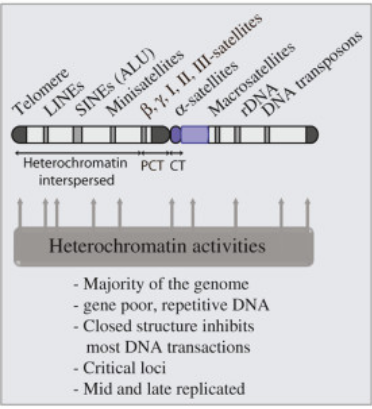 Telomere
LINEs
SINEs (ALU)
Minisatellites
β, γ, I, II, III-satellites
α-satellites
Macrosatellites
rDNA
DNA transposons
Heterochromatin
interspersed
PCT
CT
Heterochromatin activities
- Majority of the genome
- gene poor, repetitive DNA
- Closed structure inhibits
most DNA transactions
- Critical loci
- Mid and late replicated